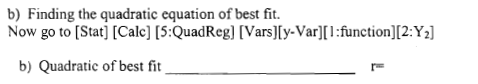 b) Finding the quadratic equation of best fit.
Now go to [Stat] [Calc] [5:QuadReg] [Vars][y-Var][1:function][2:Y₂]
b) Quadratic of best fit ____________________ r=